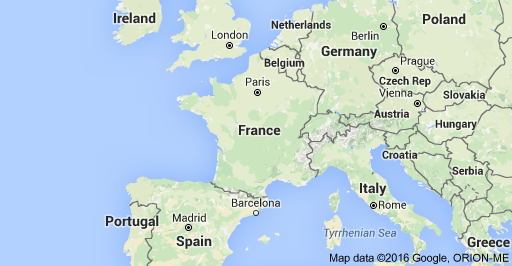 Ireland
Netherlands
Poland
London
Berlin
Germany
Belgium
Prague
Paris
Czech Rep
Vienna
Slovakia
Austria
France
Hungary
Croatia
Serbia
Italy
Barcelona
Rome
Portugal
Madrid
Tyrrhenian Sea
Spain
Greece
Map data ©2016 Google, ORION-ME